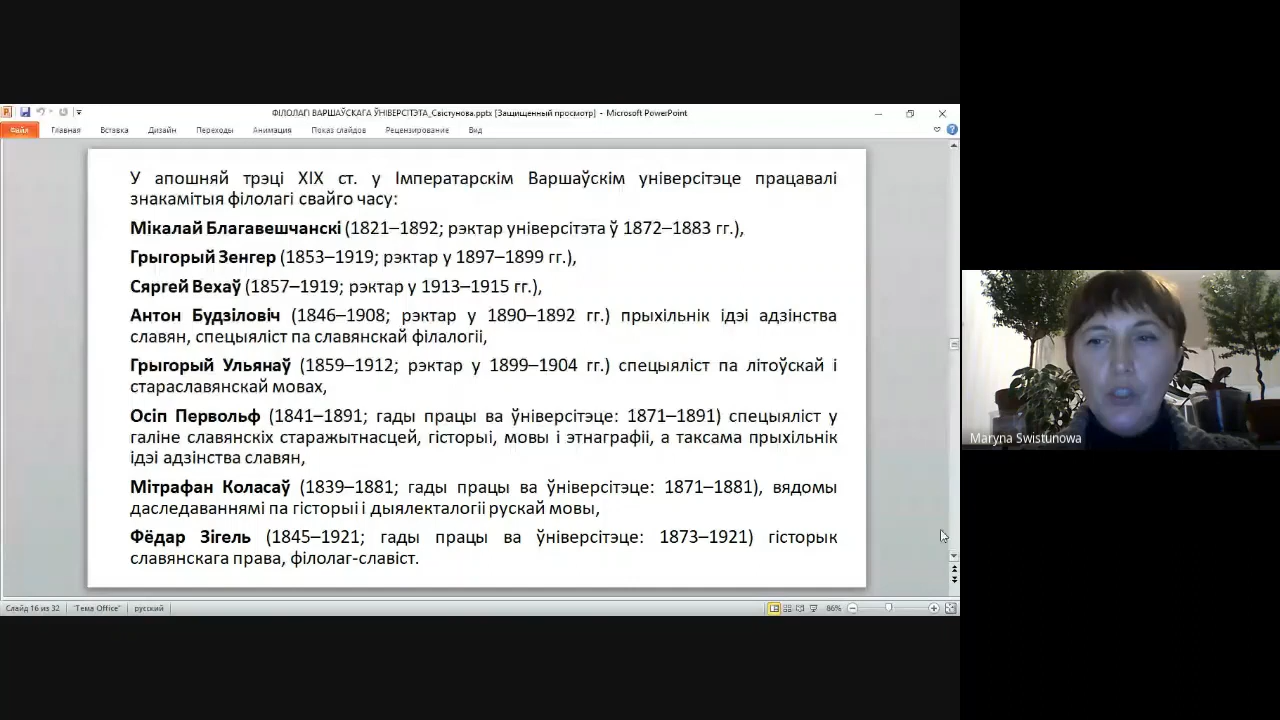 ФІЛОЛАГІ ВАРШАЎСКАГА ЎНІВЕРСІТЭТА_Свістунова.pptx [Защищенный просмотр] - Microsoft PowerPoint
Файл Главная Вставка Дизайн Переходы Анимация Показ слайдов Рецензирование Вид
У апошняй трэці XIX ст. у Імператарскім Варшаўскім універсітэце працавалі
знакамітыя філолагі свайго часу:
Мікалай Благавешчанскі (1821–1892; рэктар універсітэта ў 1872–1883 гг.),
Грыгорый Зенгер (1853–1919; рэктар у 1897–1899 гг.),
Сяргей Вехаў (1857–1919; рэктар у 1913–1915 гг.),
Антон Будзіловіч (1846–1908; рэктар у 1890–1892 гг.) прыхільнік ідэі адзінства
славян, спецыяліст па славянскай філалогіі,
Грыгорый Ульянаў (1859–1912; рэктар у 1899–1904 гг.) спецыяліст па літоўскай і
стараславянскай мовах,
Осіп Первольф (1841–1891; гады працы ва ўніверсітэце: 1871–1891) спецыяліст у
галіне славянскіх старажытнасцей, гісторыі, мовы і этнаграфіі, а таксама прыхільнік
ідэі адзінства славян,
Мітрафан Коласаў (1839–1881; гады працы ва ўніверсітэце: 1871–1881), вядомы
даследаваннямі па гісторыі і дыялекталогіі рускай мовы,
Фёдар Зігель (1845–1921; гады працы ва ўніверсітэце: 1873–1921) гісторык
славянскага права, філолаг-славіст.
Maryna Swistunowa
Слайд 16 из 32 "Тема Office" русский 86%